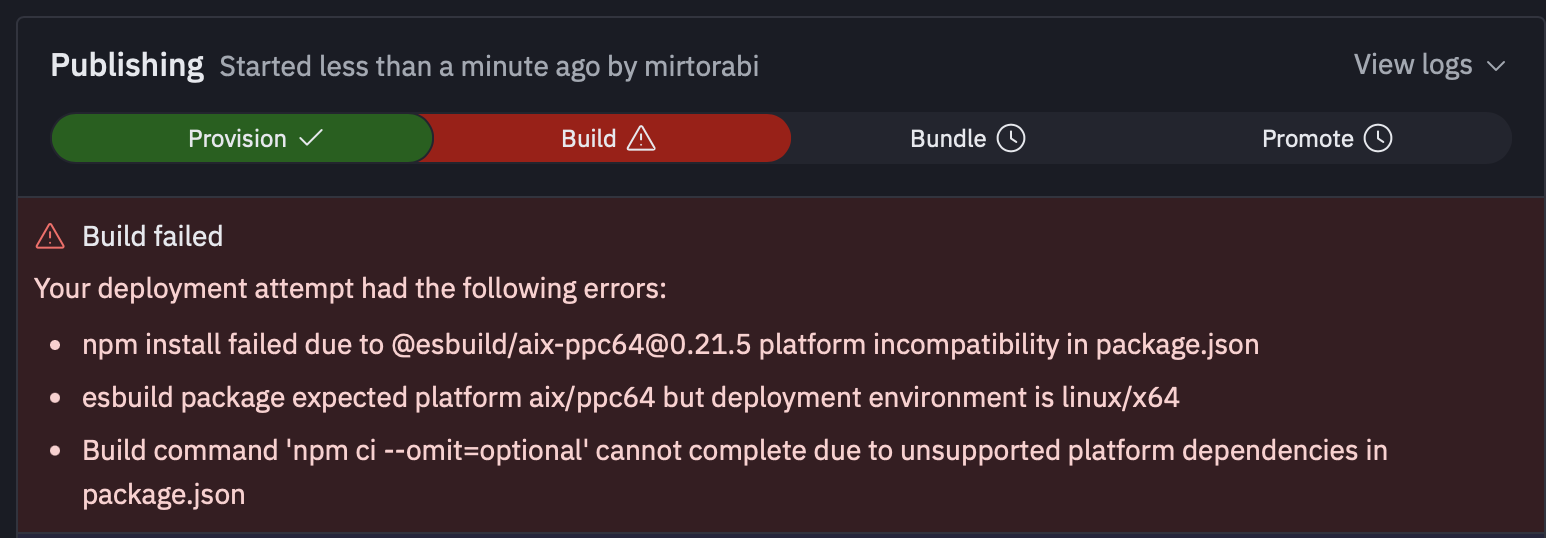 Publishing Started less than a minute ago by mirtorabi View logs
Provision Build Bundle Promote
Build failed
Your deployment attempt had the following errors:
• npm install failed due to @esbuild/aix-ppc64@0.21.5 platform incompatibility in package.json
• esbuild package expected platform aix/ppc64 but deployment environment is linux/x64
• Build command 'npm ci --omit=optional' cannot complete due to unsupported platform dependencies in
package.json